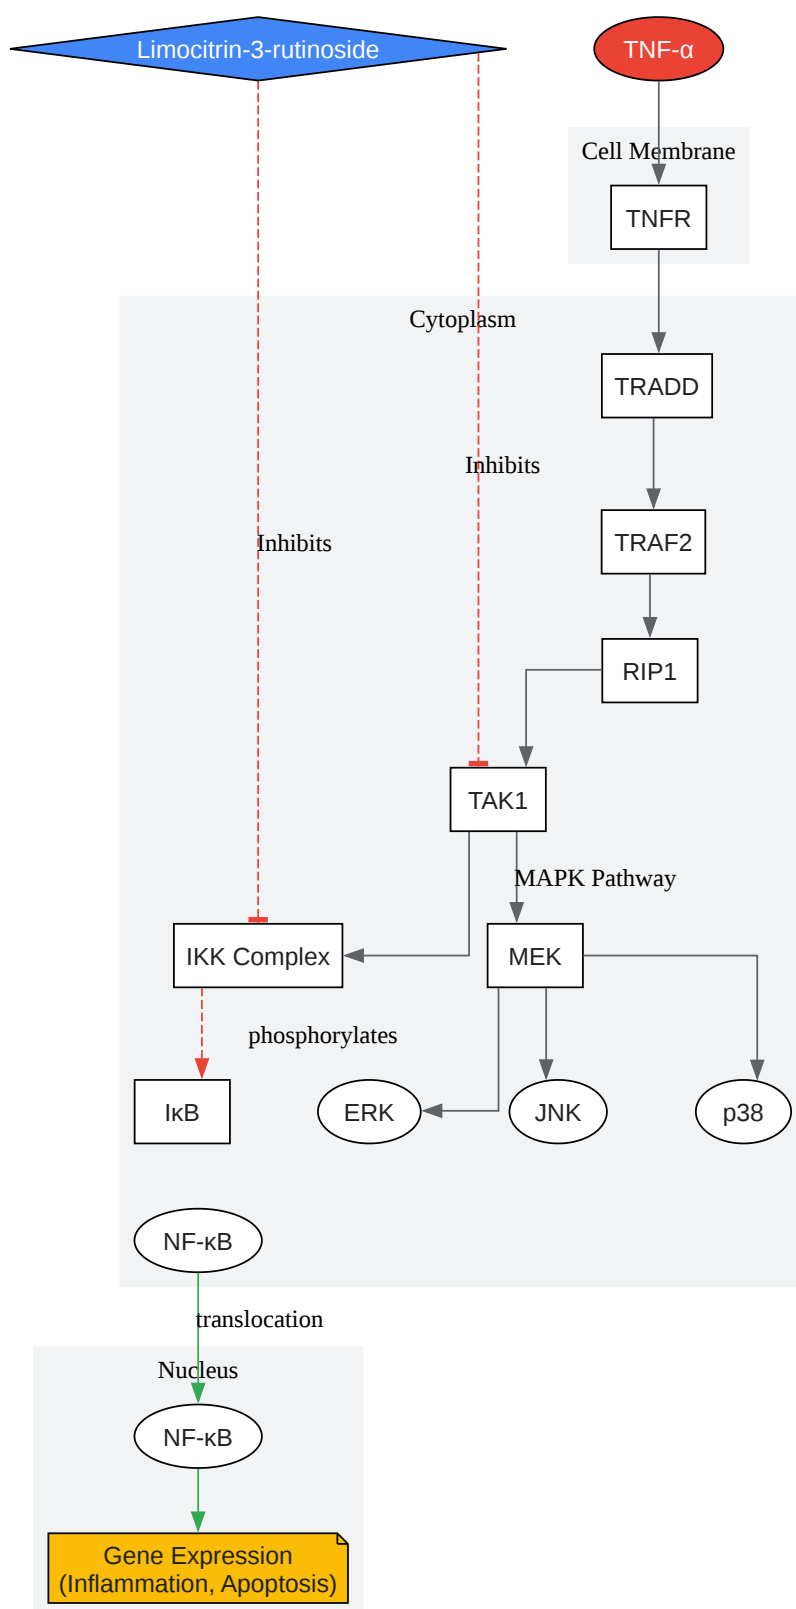 Limocitrin-3-rutinoside
TNF-α
Cell Membrane
TNFR
Cytoplasm
TRADD
Inhibits
Inhibits
TRAF2
RIP1
TAK1
MAPK Pathway
IKK Complex
MEK
phosphorylates
IκB
ERK
JNK
p38
NF-κB
translocation
Nucleus
NF-κB
Gene Expression
(Inflammation, Apoptosis)